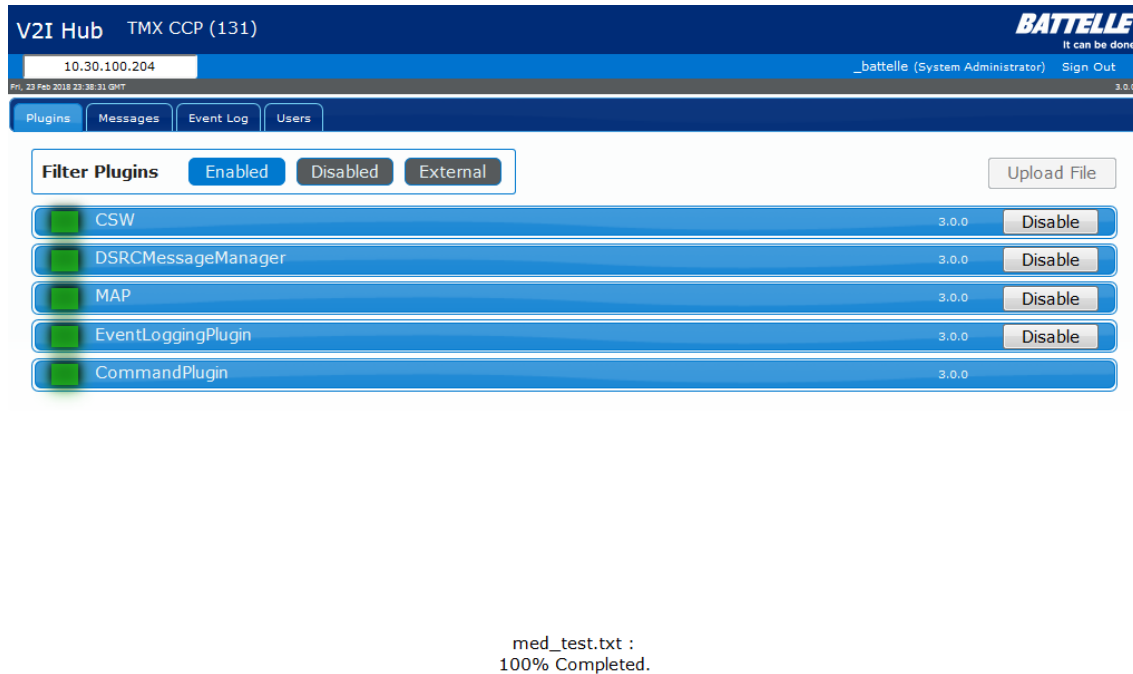 V2I Hub TMX CCP (131)
BATTELLE
It can be done
10.30.100.204
_battelle (System Administrator) Sign Out
Fri, 23 Feb 2018 23:38:31 GMT
3.0.0
Plugins Messages Event Log Users
Filter Plugins Enabled Disabled External Upload File
CSW 3.0.0 Disable
DSRCMessageManager 3.0.0 Disable
MAP 3.0.0 Disable
EventLoggingPlugin 3.0.0 Disable
CommandPlugin 3.0.0
med_test.txt :
100% Completed.